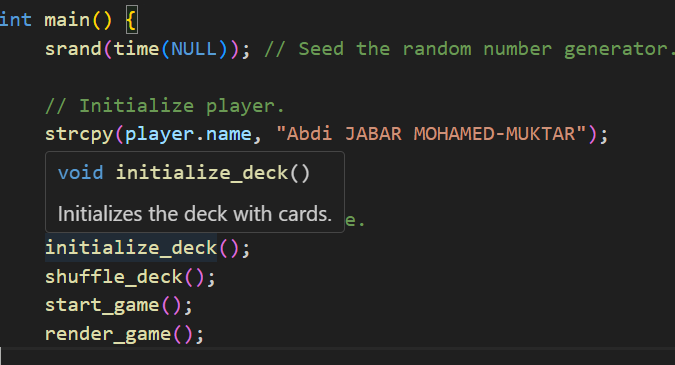 int main() {
srand(time(NULL)); // Seed the random number generator.
// Initialize player.
strcpy(player.name, "Abdi JABAR MOHAMED-MUKTAR");
void initialize_deck()
Initializes the deck with cards.
e.
initialize_deck();
shuffle_deck();
start_game();
render_game();